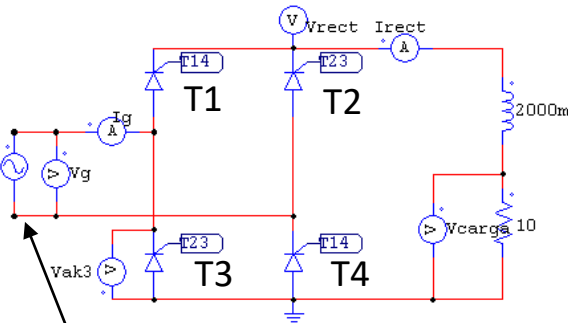 V Vrect Irect
A
T14 T23
T1 T2
2000m
Ig
A
V Vg
T23 T14
V Vcarga 10
Vak3 V T3 T4